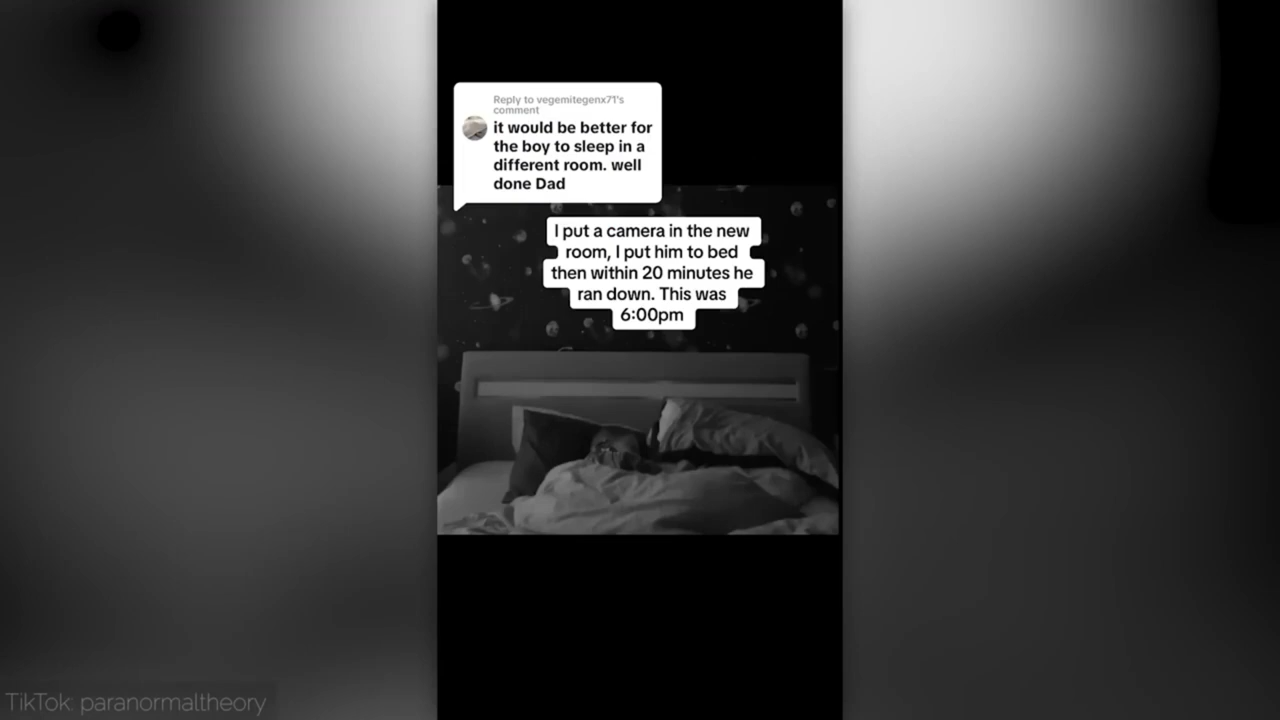 Reply to vegemitegenx71's
comment
it would be better for
the boy to sleep in a
different room. well
done Dad
I put a camera in the new
room, I put him to bed
then within 20 minutes he
ran down. This was
6:00pm
TikTok: paranormaltheory